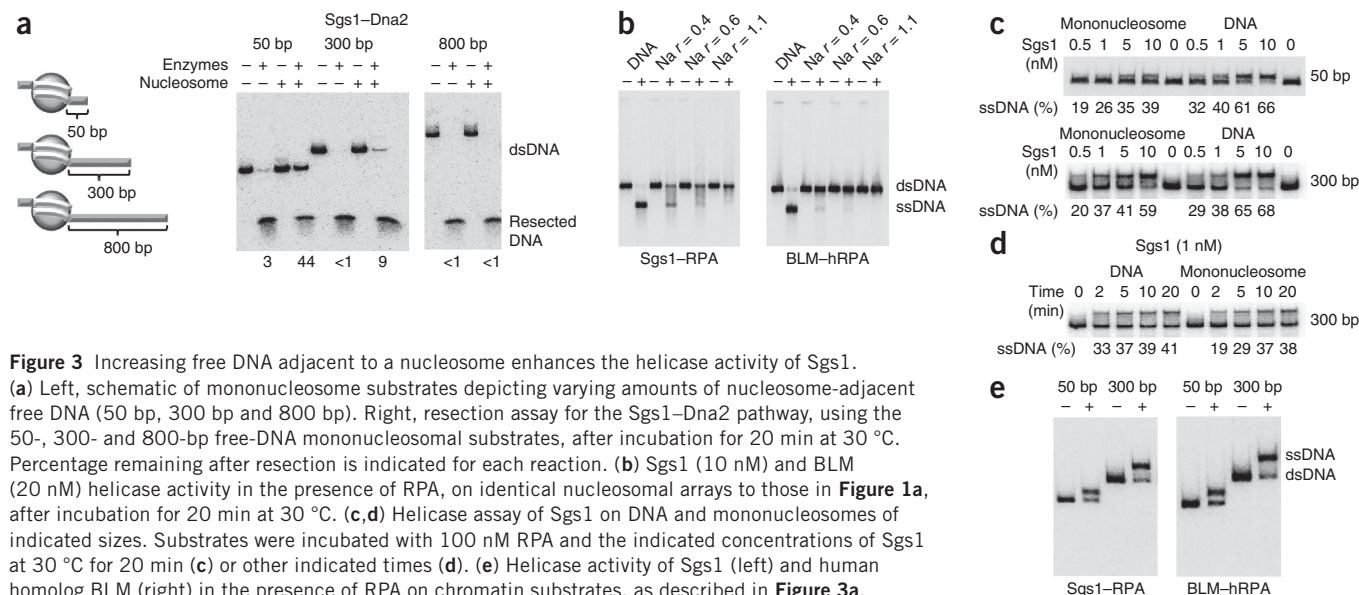 a
Sgs1–Dna2
50 bp 300 bp 800 bp
Enzymes – + – + – + – + – + – +
Nucleosome – – + + – – + + – – + +
50 bp
300 bp
800 bp
dsDNA
Resected
DNA
3 44 <1 9 <1 <1
b
DNA Na r = 0.4 Na r = 0.6 Na r = 1.1 DNA Na r = 0.4 Na r = 0.6 Na r = 1.1
– + – + – + – + – + – + – + – +
dsDNA
ssDNA
Sgs1–RPA BLM–hRPA
c
Mononucleosome DNA
Sgs1 0.5 1 5 10 0 0.5 1 5 10 0
(nM)
50 bp
ssDNA (%) 19 26 35 39 32 40 61 66
Mononucleosome DNA
Sgs1 0.5 1 5 10 0 0.5 1 5 10 0
(nM)
300 bp
ssDNA (%) 20 37 41 59 29 38 65 68
d
Sgs1 (1 nM)
DNA Mononucleosome
Time 0 2 5 10 20 0 2 5 10 20
(min)
300 bp
ssDNA (%) 33 37 39 41 19 29 37 38
e
50 bp 300 bp 50 bp 300 bp
– + – + – + – +
ssDNA
dsDNA
Sgs1–RPA BLM–hRPA
Figure 3 Increasing free DNA adjacent to a nucleosome enhances the helicase activity of Sgs1.
(a) Left, schematic of mononucleosome substrates depicting varying amounts of nucleosome-adjacent
free DNA (50 bp, 300 bp and 800 bp). Right, resection assay for the Sgs1–Dna2 pathway, using the
50-, 300- and 800-bp free-DNA mononucleosomal substrates, after incubation for 20 min at 30 °C.
Percentage remaining after resection is indicated for each reaction. (b) Sgs1 (10 nM) and BLM
(20 nM) helicase activity in the presence of RPA, on identical nucleosomal arrays to those in Figure 1a,
after incubation for 20 min at 30 °C. (c,d) Helicase assay of Sgs1 on DNA and mononucleosomes of
indicated sizes. Substrates were incubated with 100 nM RPA and the indicated concentrations of Sgs1
at 30 °C for 20 min (c) or other indicated times (d). (e) Helicase activity of Sgs1 (left) and human
homolog BLM (right) in the presence of RPA on chromatin substrates, as described in Figure 3a.